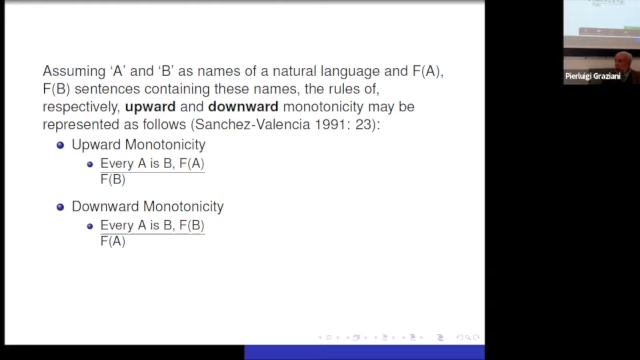 Assuming ‘A’ and ‘B’ as names of a natural language and F(A),
F(B) sentences containing these names, the rules of,
respectively, upward and downward monotonicity may be
represented as follows (Sanchez-Valencia 1991: 23):
Upward Monotonicity
Every A is B, F(A)
F(B)
Downward Monotonicity
Every A is B, F(B)
F(A)
Pierluigi Graziani